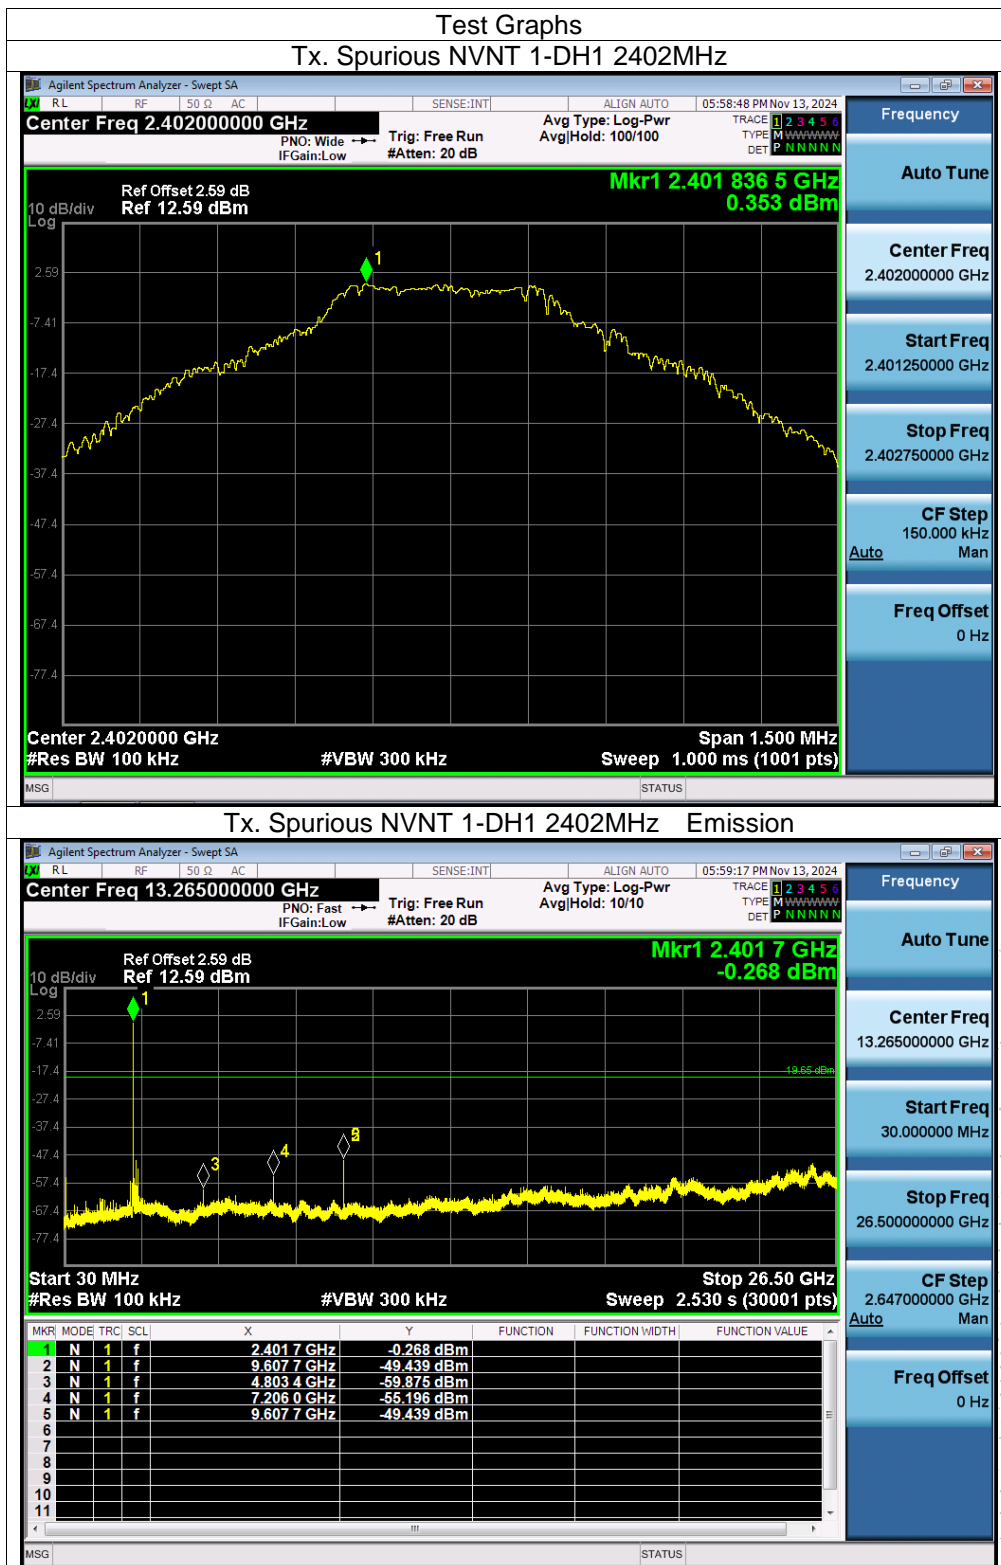 Test Graphs
Tx. Spurious NVNT 1-DH1 2402MHz
Agilent Spectrum Analyzer - Swept SA
LXI RL RF 50 Ω AC SENSE:INT ALIGN AUTO 05:58:48 PM Nov 13, 2024
Center Freq 2.402000000 GHz
PNO: Wide
IFGain:Low
Trig: Free Run
#Atten: 20 dB
Avg Type: Log-Pwr
Avg|Hold: 100/100
TRACE 1 2 3 4 5 6
TYPE M WWWWW
DET P N N N N N
Mkr1 2.401 836 5 GHz
0.353 dBm
Ref Offset 2.59 dB
10 dB/div Ref 12.59 dBm
Log
1
2.59
-7.41
-17.4
-27.4
-37.4
-47.4
-57.4
-67.4
-77.4
Center 2.4020000 GHz Span 1.500 MHz
#Res BW 100 kHz #VBW 300 kHz Sweep 1.000 ms (1001 pts)
MSG STATUS
Frequency
Auto Tune
Center Freq
2.402000000 GHz
Start Freq
2.401250000 GHz
Stop Freq
2.402750000 GHz
CF Step
150.000 kHz
Auto Man
Freq Offset
0 Hz
Tx. Spurious NVNT 1-DH1 2402MHz Emission
Agilent Spectrum Analyzer - Swept SA
LXI RL RF 50 Ω AC SENSE:INT ALIGN AUTO 05:59:17 PM Nov 13, 2024
Center Freq 13.265000000 GHz
PNO: Fast
IFGain:Low
Trig: Free Run
#Atten: 20 dB
Avg Type: Log-Pwr
Avg|Hold: 10/10
TRACE 1 2 3 4 5 6
TYPE M WWWWW
DET P N N N N N
Mkr1 2.401 7 GHz
-0.268 dBm
Ref Offset 2.59 dB
10 dB/div Ref 12.59 dBm
Log
1
2.59
-7.41
-17.4
-19.65 dBm
-27.4
-37.4
-47.4
3 4
-57.4
-67.4
-77.4
Start 30 MHz Stop 26.50 GHz
#Res BW 100 kHz #VBW 300 kHz Sweep 2.530 s (30001 pts)
MKR MODE TRC SCL X Y FUNCTION FUNCTION WIDTH FUNCTION VALUE
1 N 1 f 2.401 7 GHz -0.268 dBm
2 N 1 f 9.607 7 GHz -49.439 dBm
3 N 1 f 4.803 4 GHz -59.875 dBm
4 N 1 f 7.206 0 GHz -55.196 dBm
5 N 1 f 9.607 7 GHz -49.439 dBm
6
7
8
9
10
11
MSG STATUS
Frequency
Auto Tune
Center Freq
13.265000000 GHz
Start Freq
30.000000 MHz
Stop Freq
26.500000000 GHz
CF Step
2.647000000 GHz
Auto Man
Freq Offset
0 Hz